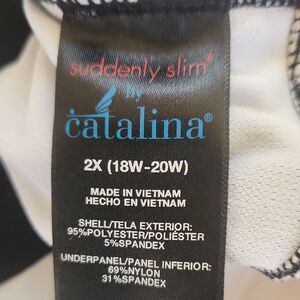 suddenly slim®
by
catalina®
2X (18W-20W)
MADE IN VIETNAM
HECHO EN VIETNAM
SHELL/TELA EXTERIOR:
95%POLYESTER/POLIÉSTER
5%SPANDEX
UNDERPANEL/PANEL INFERIOR:
69%NYLON
31%SPANDEX